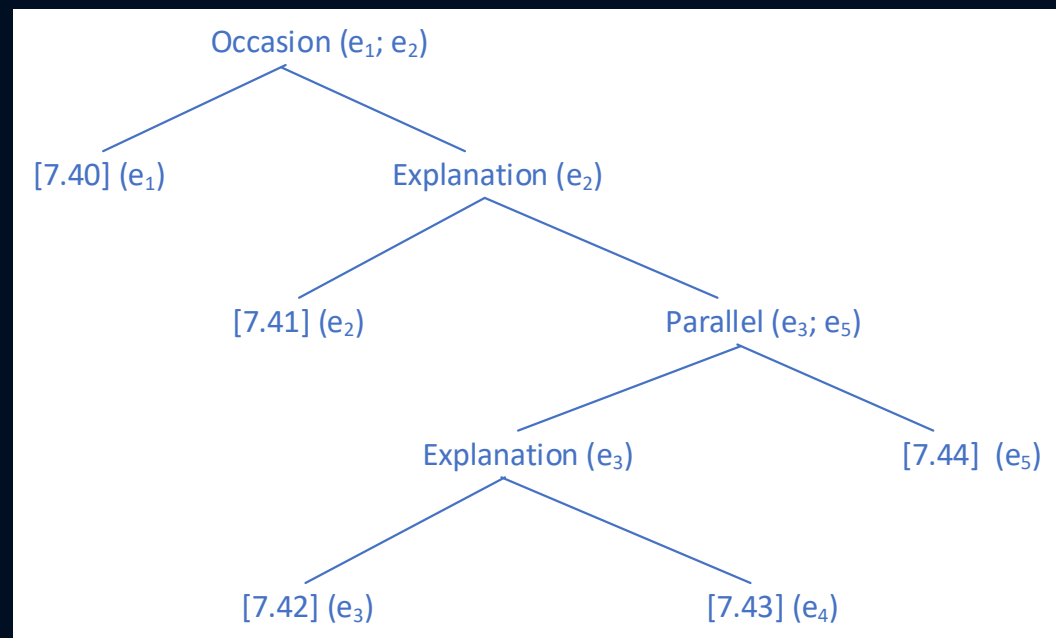 Occasion (e₁; e₂)
[7.40] (e₁)
Explanation (e₂)
[7.41] (e₂)
Parallel (e₃; e₅)
Explanation (e₃)
[7.44] (e₅)
[7.42] (e₃)
[7.43] (e₄)